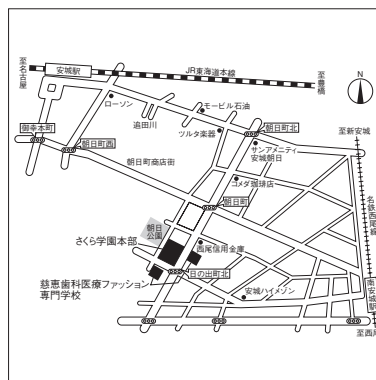 至名古屋
安城駅
JR東海道本線
至豊橋
N
ローソン
追田川
モービル石油
ツルタ楽器
朝日町北
御幸本町
朝日町西
サンアメニティ
安城朝日
至新安城
朝日町商店街
コメダ珈琲店
朝日町
名鉄西尾線
朝日
公園
さくら学園本部
西尾信用金庫
日の出町北
慈恵歯科医療ファッション
専門学校
安城ハイメゾン
南安城駅
至西尾